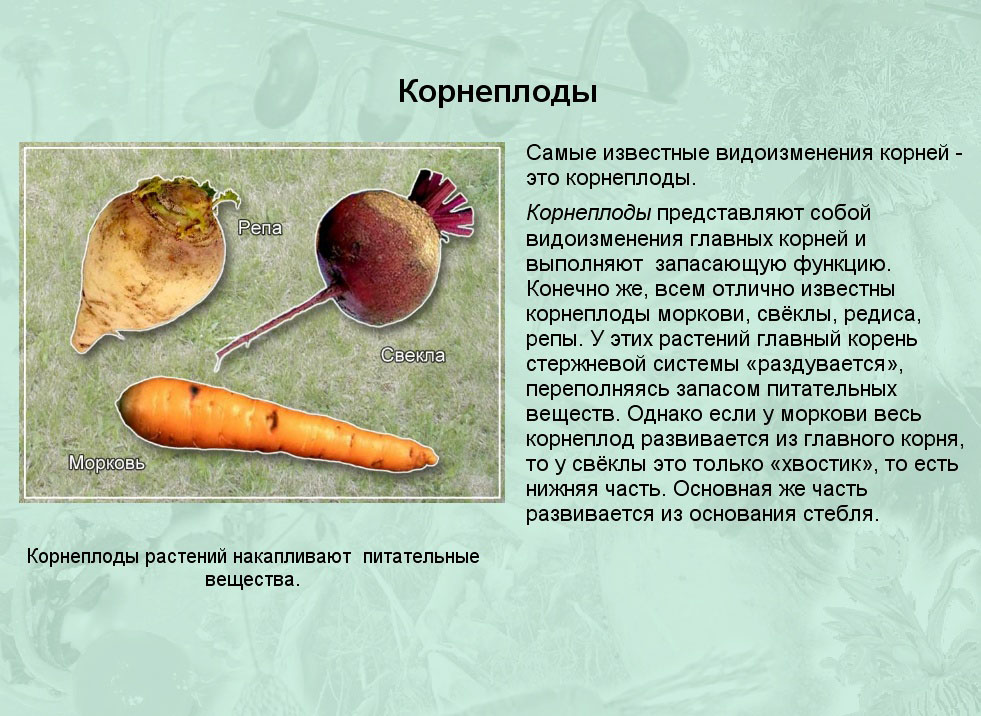 Корнеплоды
Репа
Свекла
Морковь
Корнеплоды растений накапливают питательные
вещества.
Самые известные видоизменения корней -
это корнеплоды.
Корнеплоды представляют собой
видоизменения главных корней и
выполняют запасающую функцию.
Конечно же, всем отлично известны
корнеплоды моркови, свёклы, редиса,
репы. У этих растений главный корень
стержневой системы «раздувается»,
переполняясь запасом питательных
веществ. Однако если у моркови весь
корнеплод развивается из главного корня,
то у свёклы это только «хвостик», то есть
нижняя часть. Основная же часть
развивается из основания стебля.